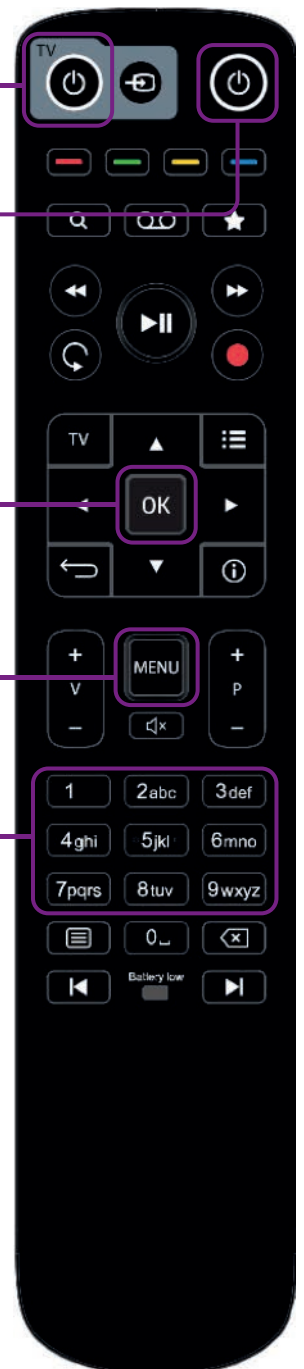 TV
TV
OK
+ MENU +
V P
- -
1 2abc 3def
4ghi 5jkl 6mno
7pqrs 8tuv 9wxyz
0
Battery low